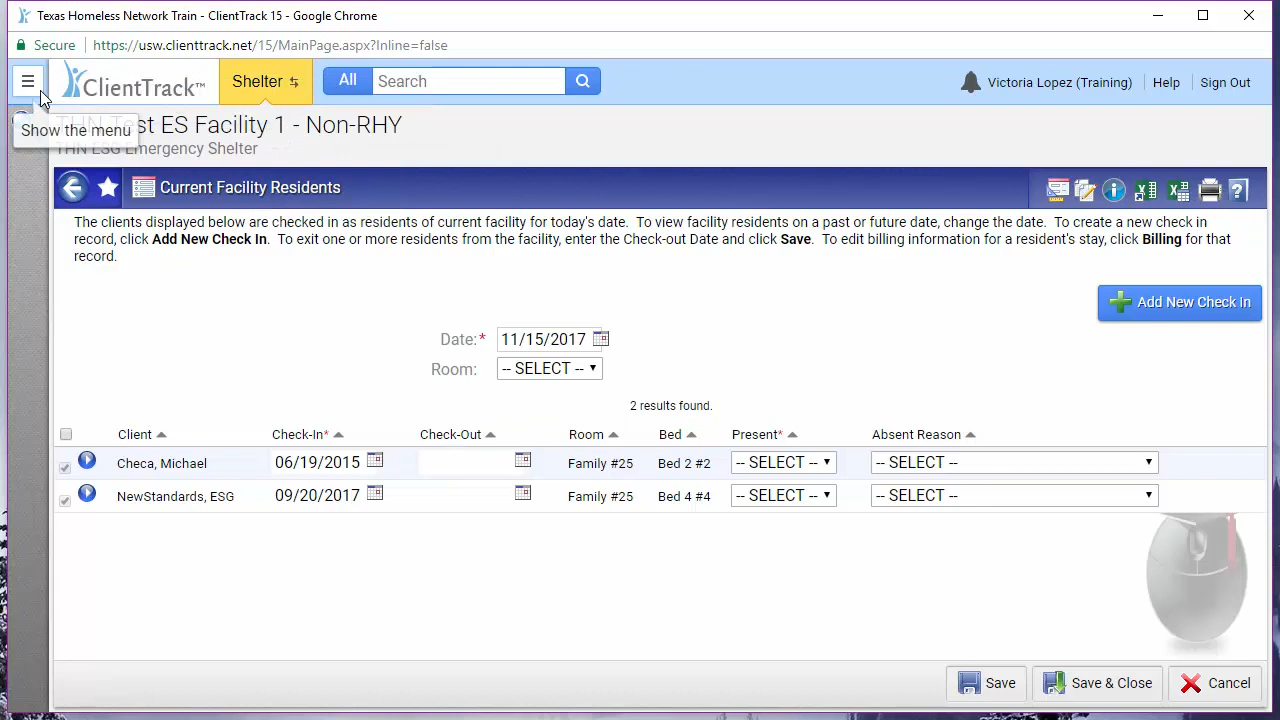 Texas Homeless Network Train - ClientTrack 15 - Google Chrome
Secure https://usw.clienttrack.net/15/MainPage.aspx?Inline=false
ClientTrack™ Shelter All Search Victoria Lopez (Training) Help Sign Out
Show the menu
Test ES Facility 1 - Non-RHY
THN ESG Emergency Shelter
Current Facility Residents
The clients displayed below are checked in as residents of current facility for today's date. To view facility residents on a past or future date, change the date. To create a new check in
record, click Add New Check In. To exit one or more residents from the facility, enter the Check-out Date and click Save. To edit billing information for a resident's stay, click Billing for that
record.
Add New Check In
Date:* 11/15/2017
Room: -- SELECT --
2 results found.
Client Check-In* Check-Out Room Bed Present* Absent Reason
Checa, Michael 06/19/2015 Family #25 Bed 2 #2 -- SELECT -- -- SELECT --
NewStandards, ESG 09/20/2017 Family #25 Bed 4 #4 -- SELECT -- -- SELECT --
Save Save & Close Cancel